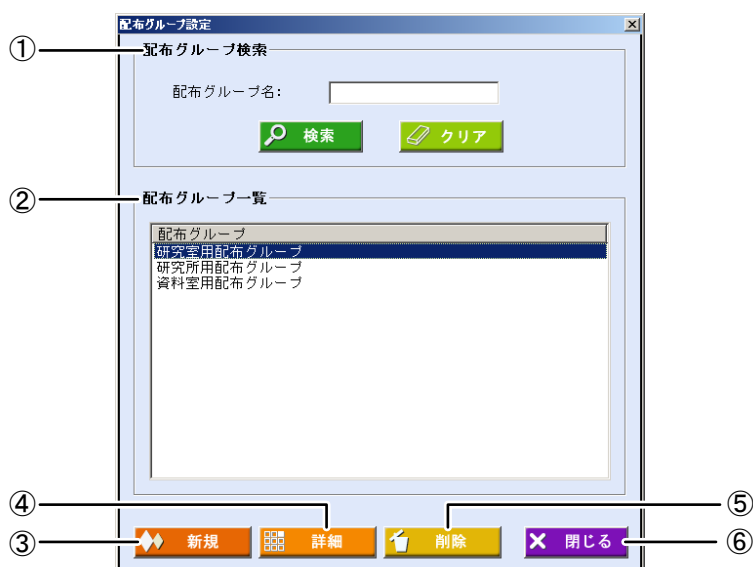 配布グループ設定
① 配布グループ検索
配布グループ名:
検索 クリア
② 配布グループ一覧
配布グループ
研究室用配布グループ
研究所用配布グループ
資料室用配布グループ
④ ⑤
③ 新規 詳細 削除 閉じる ⑥